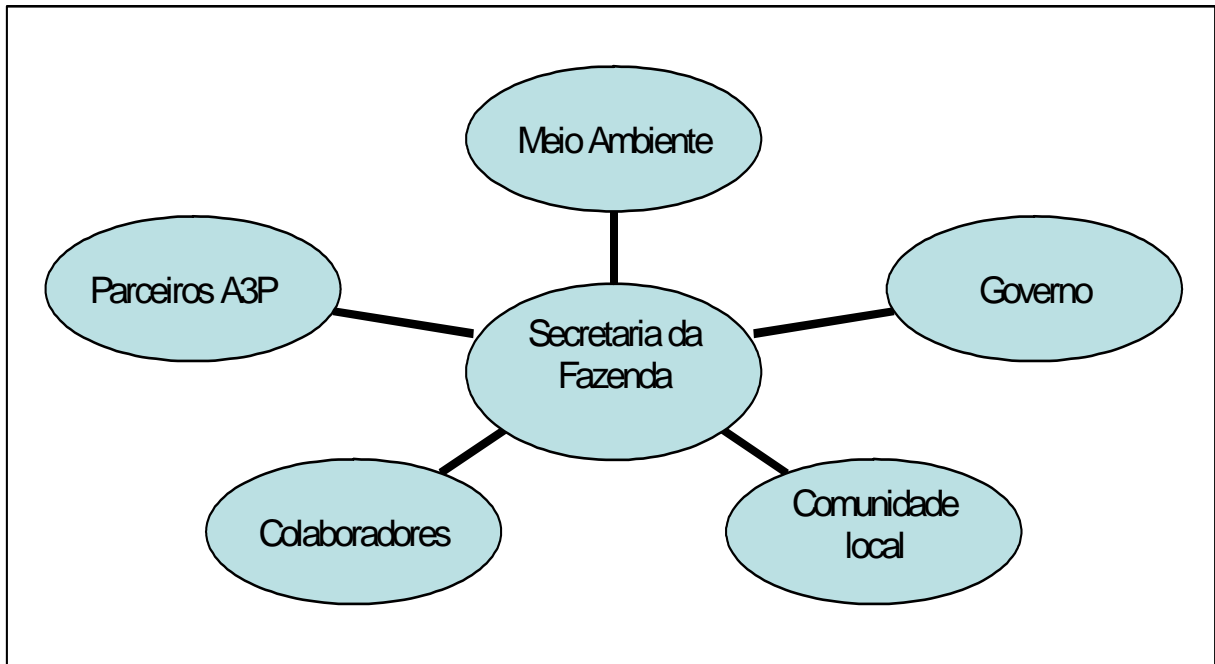 Meio Ambiente
Parceiros A3P
Governo
Secretaria da
Fazenda
Colaboradores
Comunidade
local